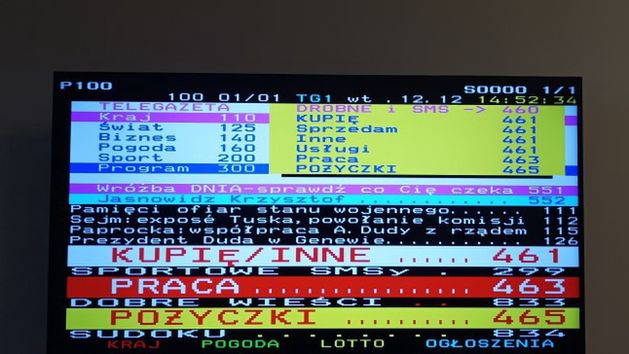 P100 S0000 1/1
100 01/01 TG1 wt . 12.12 14:52:34
TELEGAZETA DROBNE i SMS -> 460
Kraj 110 KUPIĘ 461
Świat 125 Sprzedam 461
Biznes 140 Inne 461
Pogoda 160 Usługi 461
Sport 200 Praca 463
Program 300 POŻYCZKI 465
Wróżba DNIA-sprawdź co Cię czeka 551
Jasnowidz Krzysztof ............ 552
Pamięci ofiar stanu wojennego...... 111
Sejm:exposé Tuska,powołanie komisji 112
Paprocka:współpraca A.Dudy z rządem 115
Prezydent Duda w Genewie........... 126
KUPIĘ/INNE ...... 461
SPORTOWE SMSy . . . . . 299
PRACA ............ 463
DOBRE WIEŚCI . . . . . 833
POŻYCZKI ........ 465
SUDOKU . . . . . . . . 834
KRAJ POGODA LOTTO OGŁOSZENIA